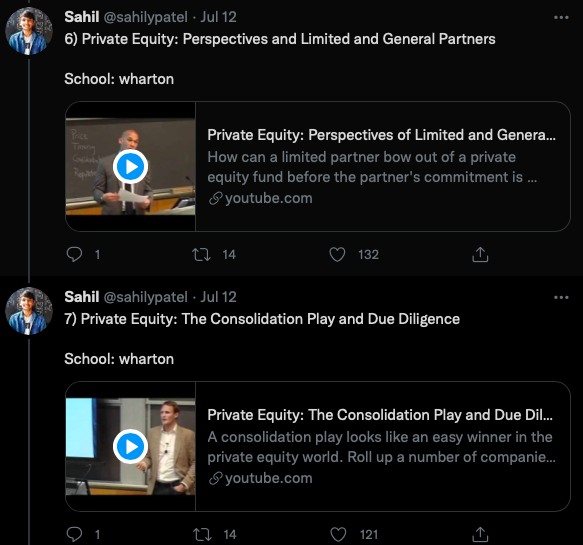 Sahil @sahilypatel · Jul 12
6) Private Equity: Perspectives and Limited and General Partners
School: wharton
Private Equity: Perspectives of Limited and Genera...
How can a limited partner bow out of a private
equity fund before the partner's commitment is ...
youtube.com
1 14 132
Sahil @sahilypatel · Jul 12
7) Private Equity: The Consolidation Play and Due Diligence
School: wharton
Private Equity: The Consolidation Play and Due Dil...
A consolidation play looks like an easy winner in the
private equity world. Roll up a number of companie...
youtube.com
1 14 121